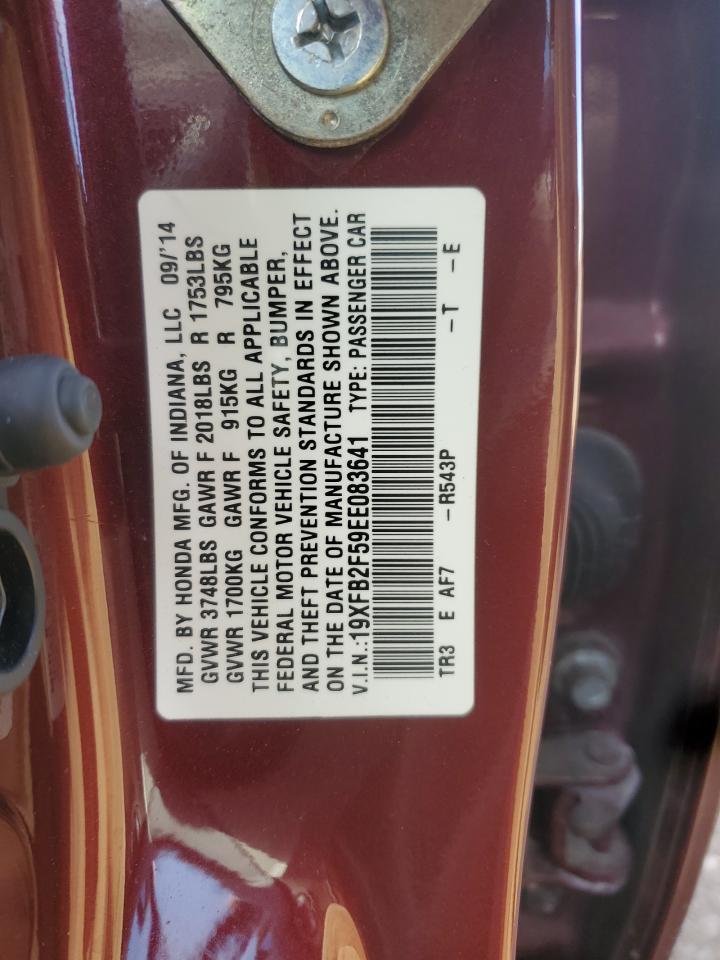 MFD. BY HONDA MFG. OF INDIANA, LLC 09/'14
GVWR 3748LBS GAWR F 2018LBS R 1753LBS
GVWR 1700KG GAWR F 915KG R 795KG
THIS VEHICLE CONFORMS TO ALL APPLICABLE
FEDERAL MOTOR VEHICLE SAFETY, BUMPER,
AND THEFT PREVENTION STANDARDS IN EFFECT
ON THE DATE OF MANUFACTURE SHOWN ABOVE.
V.I.N.:19XFB2F59EE083641 TYPE: PASSENGER CAR
TR3 E AF7 -R543P -T -E